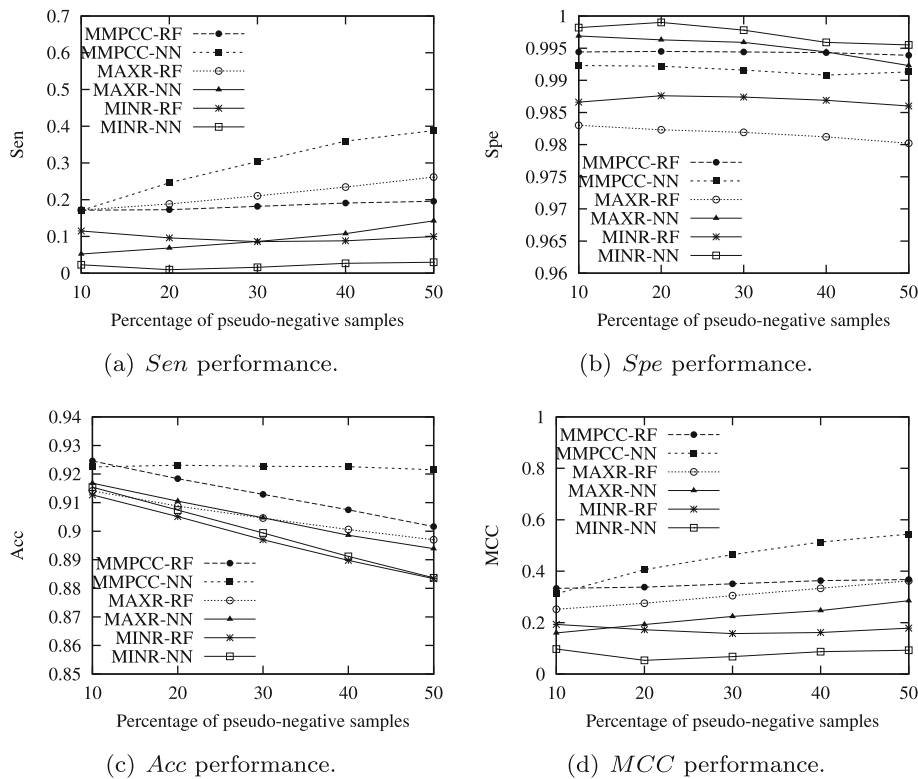 0.7
0.6
0.5
0.4
0.3
0.2
0.1
0
Sen
MMPCC-RF
MMPCC-NN
MAXR-RF
MAXR-NN
MINR-RF
MINR-NN
10 20 30 40 50
Percentage of pseudo-negative samples
(a) Sen performance.
1
0.995
0.99
0.985
0.98
0.975
0.97
0.965
0.96
Spe
MMPCC-RF
MMPCC-NN
MAXR-RF
MAXR-NN
MINR-RF
MINR-NN
10 20 30 40 50
Percentage of pseudo-negative samples
(b) Spe performance.
0.94
0.93
0.92
0.91
0.9
0.89
0.88
0.87
0.86
0.85
Acc
MMPCC-RF
MMPCC-NN
MAXR-RF
MAXR-NN
MINR-RF
MINR-NN
10 20 30 40 50
Percentage of pseudo-negative samples
(c) Acc performance.
1
0.8
0.6
0.4
0.2
0
MCC
MMPCC-RF
MMPCC-NN
MAXR-RF
MAXR-NN
MINR-RF
MINR-NN
10 20 30 40 50
Percentage of pseudo-negative samples
(d) MCC performance.